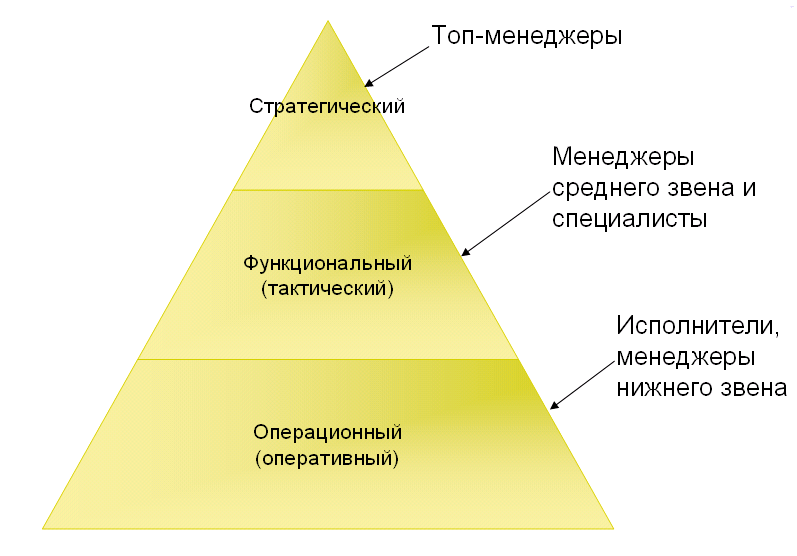 Топ-менеджеры
Стратегический
Менеджеры
среднего звена и
специалисты
Функциональный
(тактический)
Исполнители,
менеджеры
нижнего звена
Операционный
(оперативный)